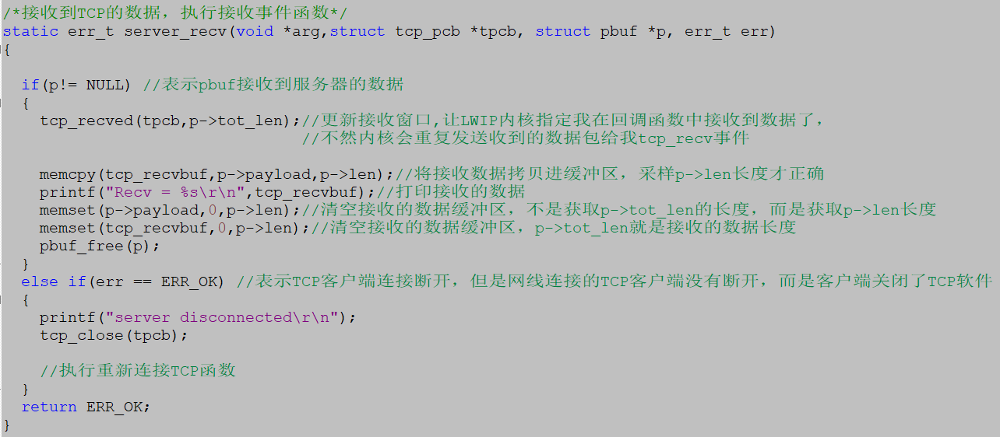 /*接收到TCP的数据，执行接收事件函数*/
static err_t server_recv(void *arg,struct tcp_pcb *tpcb, struct pbuf *p, err_t err)
{
if(p!= NULL) //表示pbuf接收到服务器的数据
{
tcp_recved(tpcb,p->tot_len);//更新接收窗口,让LWIP内核指定我在回调函数中接收到数据了，
//不然内核会重复发送收到的数据包给我tcp_recv事件
memcpy(tcp_recvbuf,p->payload,p->len);//将接收数据拷贝进缓冲区，采样p->len长度才正确
printf("Recv = %s\r\n",tcp_recvbuf);//打印接收的数据
memset(p->payload,0,p->len);//清空接收的数据缓冲区，不是获取p->tot_len的长度，而是获取p->len长度
memset(tcp_recvbuf,0,p->len);//清空接收的数据缓冲区，p->tot_len就是接收的数据长度
pbuf_free(p);
}
else if(err == ERR_OK) //表示TCP客户端连接断开，但是网线连接的TCP客户端没有断开，而是客户端关闭了TCP软件
{
printf("server disconnected\r\n");
tcp_close(tpcb);
//执行重新连接TCP函数
}
return ERR_OK;
}